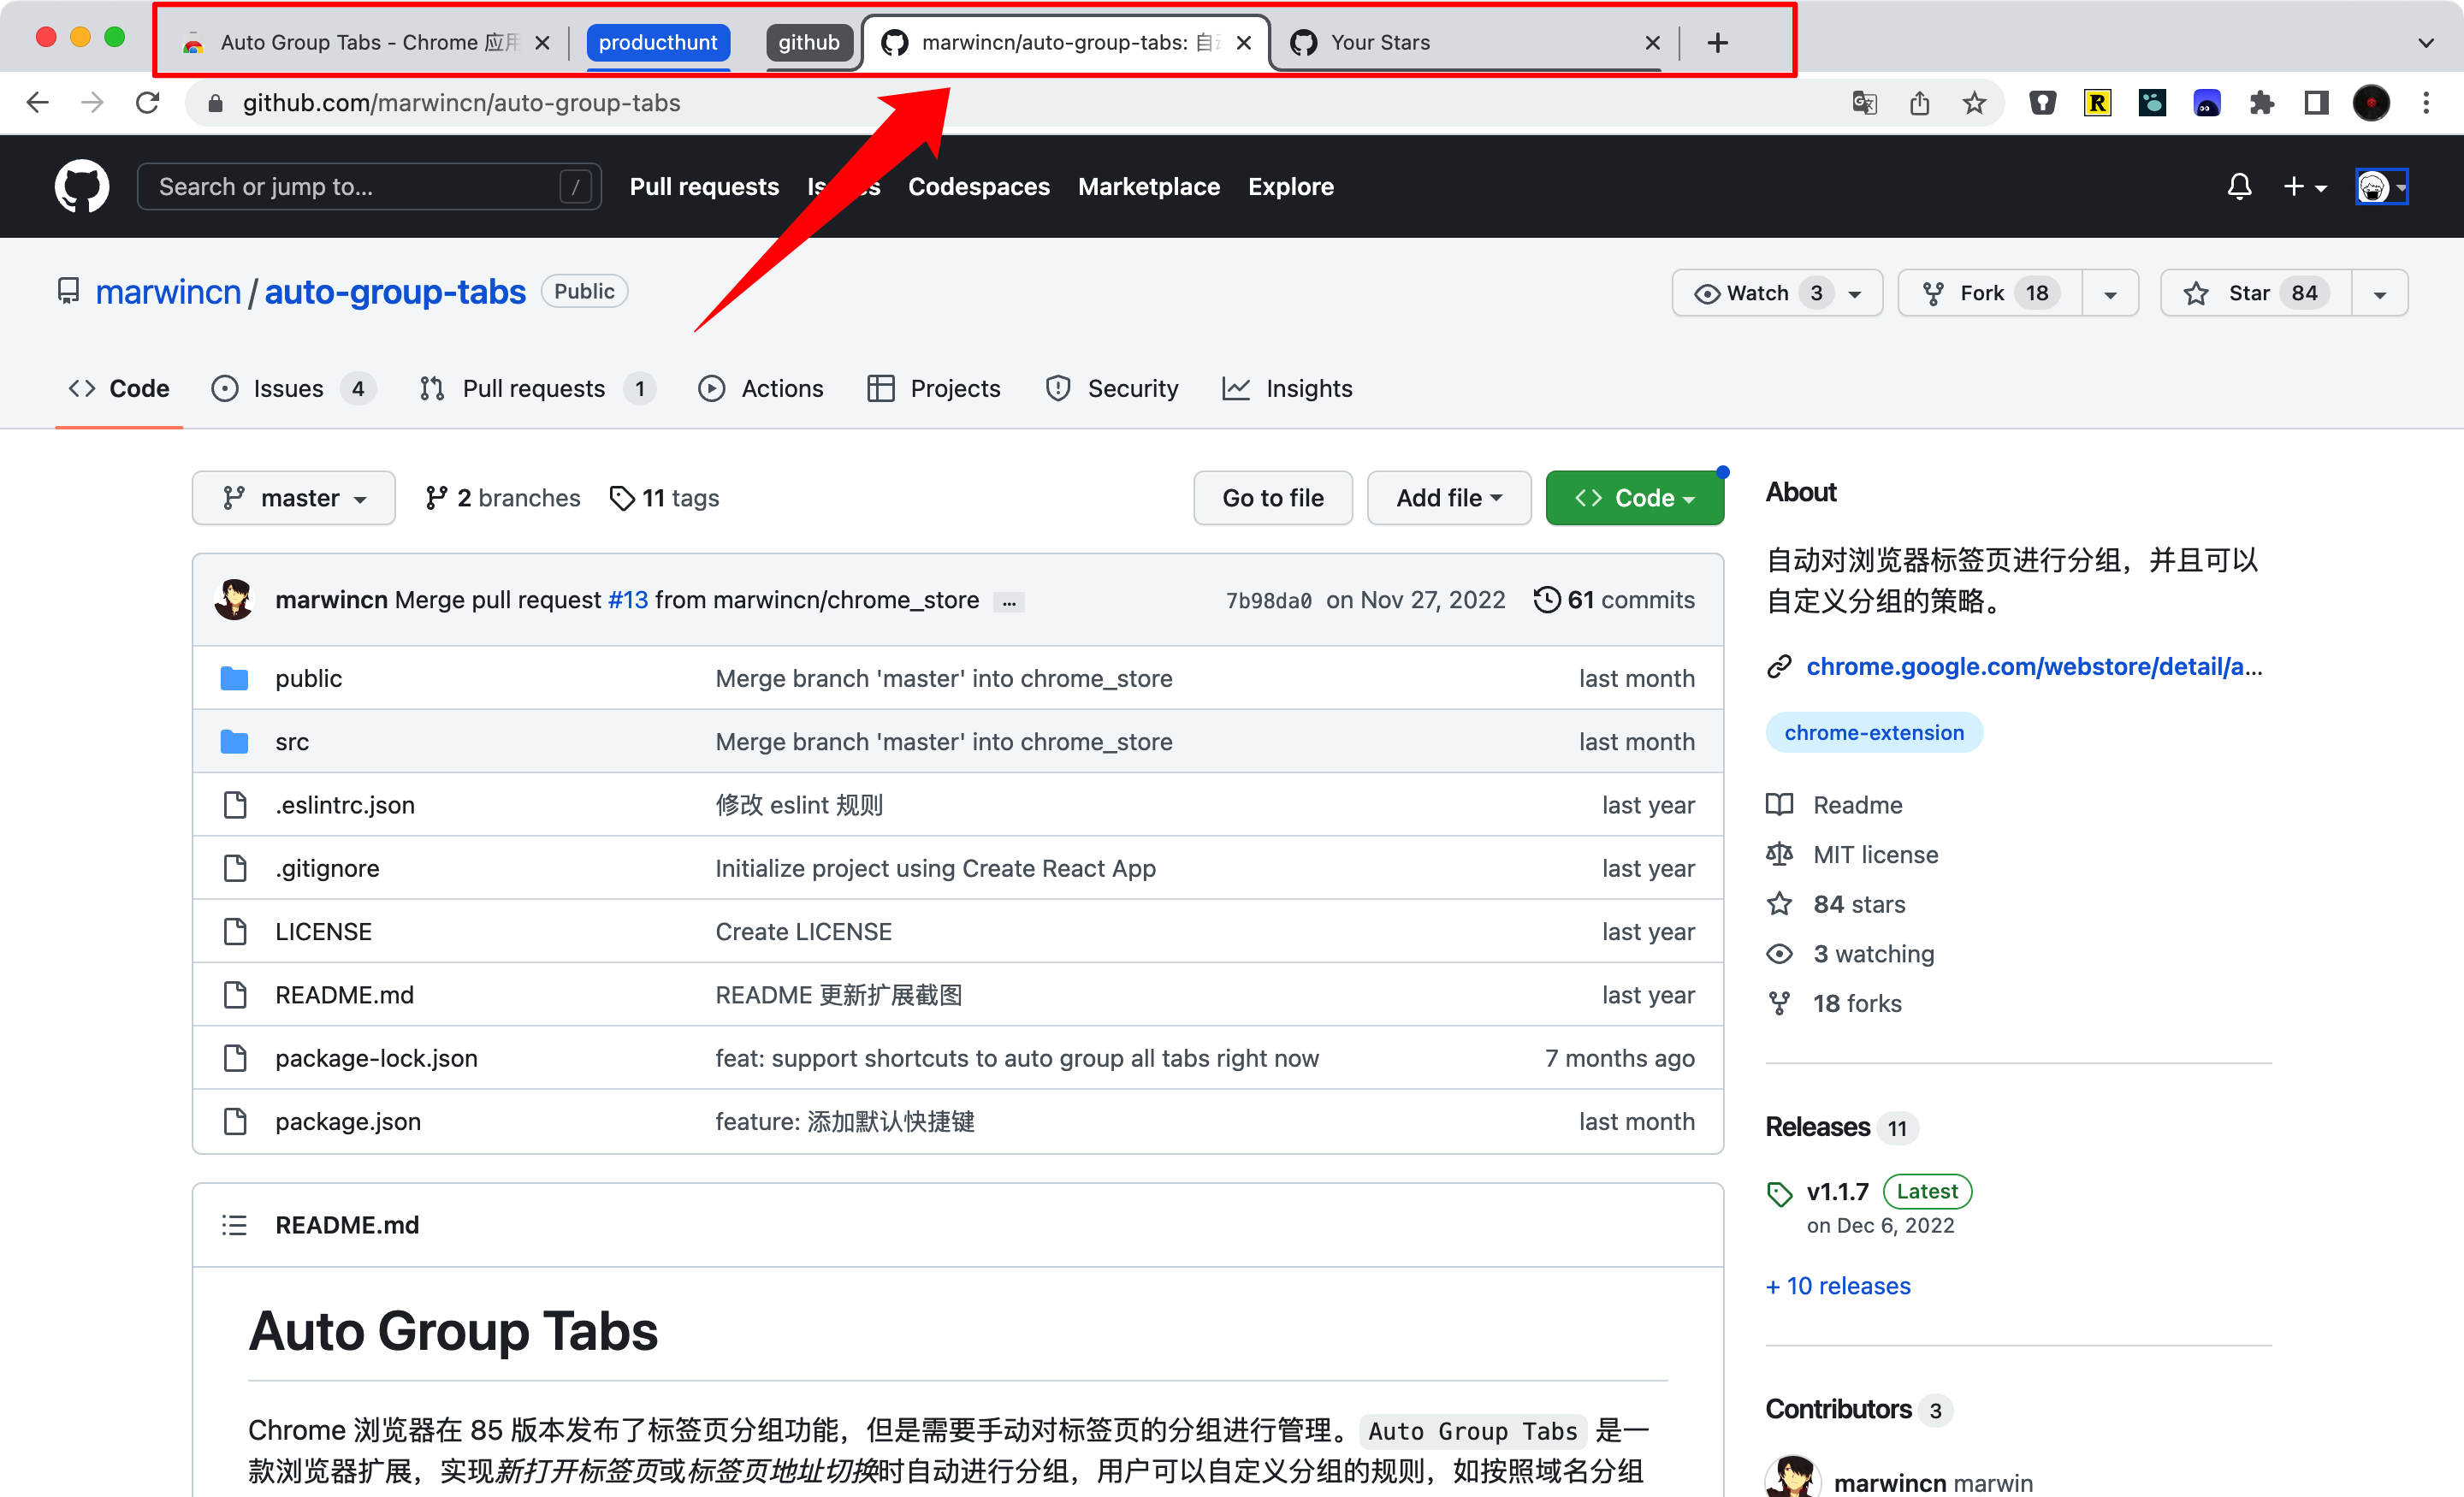 Auto Group Tabs - Chrome 应用
producthunt
github
marwincn/auto-group-tabs: 自
Your Stars
github.com/marwincn/auto-group-tabs
Search or jump to...
/
Pull requests
Issues
Codespaces
Marketplace
Explore
marwincn / auto-group-tabs
Public
Watch 3
Fork 18
Star 84
Code
Issues 4
Pull requests 1
Actions
Projects
Security
Insights
master
2 branches
11 tags
Go to file
Add file
Code
marwincn Merge pull request #13 from marwincn/chrome_store ...
7b98da0 on Nov 27, 2022
61 commits
public
Merge branch 'master' into chrome_store
last month
src
Merge branch 'master' into chrome_store
last month
.eslintrc.json
修改 eslint 规则
last year
.gitignore
Initialize project using Create React App
last year
LICENSE
Create LICENSE
last year
README.md
README 更新扩展截图
last year
package-lock.json
feat: support shortcuts to auto group all tabs right now
7 months ago
package.json
feature: 添加默认快捷键
last month
README.md
Auto Group Tabs
Chrome 浏览器在 85 版本发布了标签页分组功能，但是需要手动对标签页的分组进行管理。Auto Group Tabs 是一
款浏览器扩展，实现新打开标签页或标签页地址切换时自动进行分组，用户可以自定义分组的规则，如按照域名分组
About
自动对浏览器标签页进行分组，并且可以
自定义分组的策略。
chrome.google.com/webstore/detail/a...
chrome-extension
Readme
MIT license
84 stars
3 watching
18 forks
Releases 11
v1.1.7 Latest
on Dec 6, 2022
+ 10 releases
Contributors 3
marwincn marwin